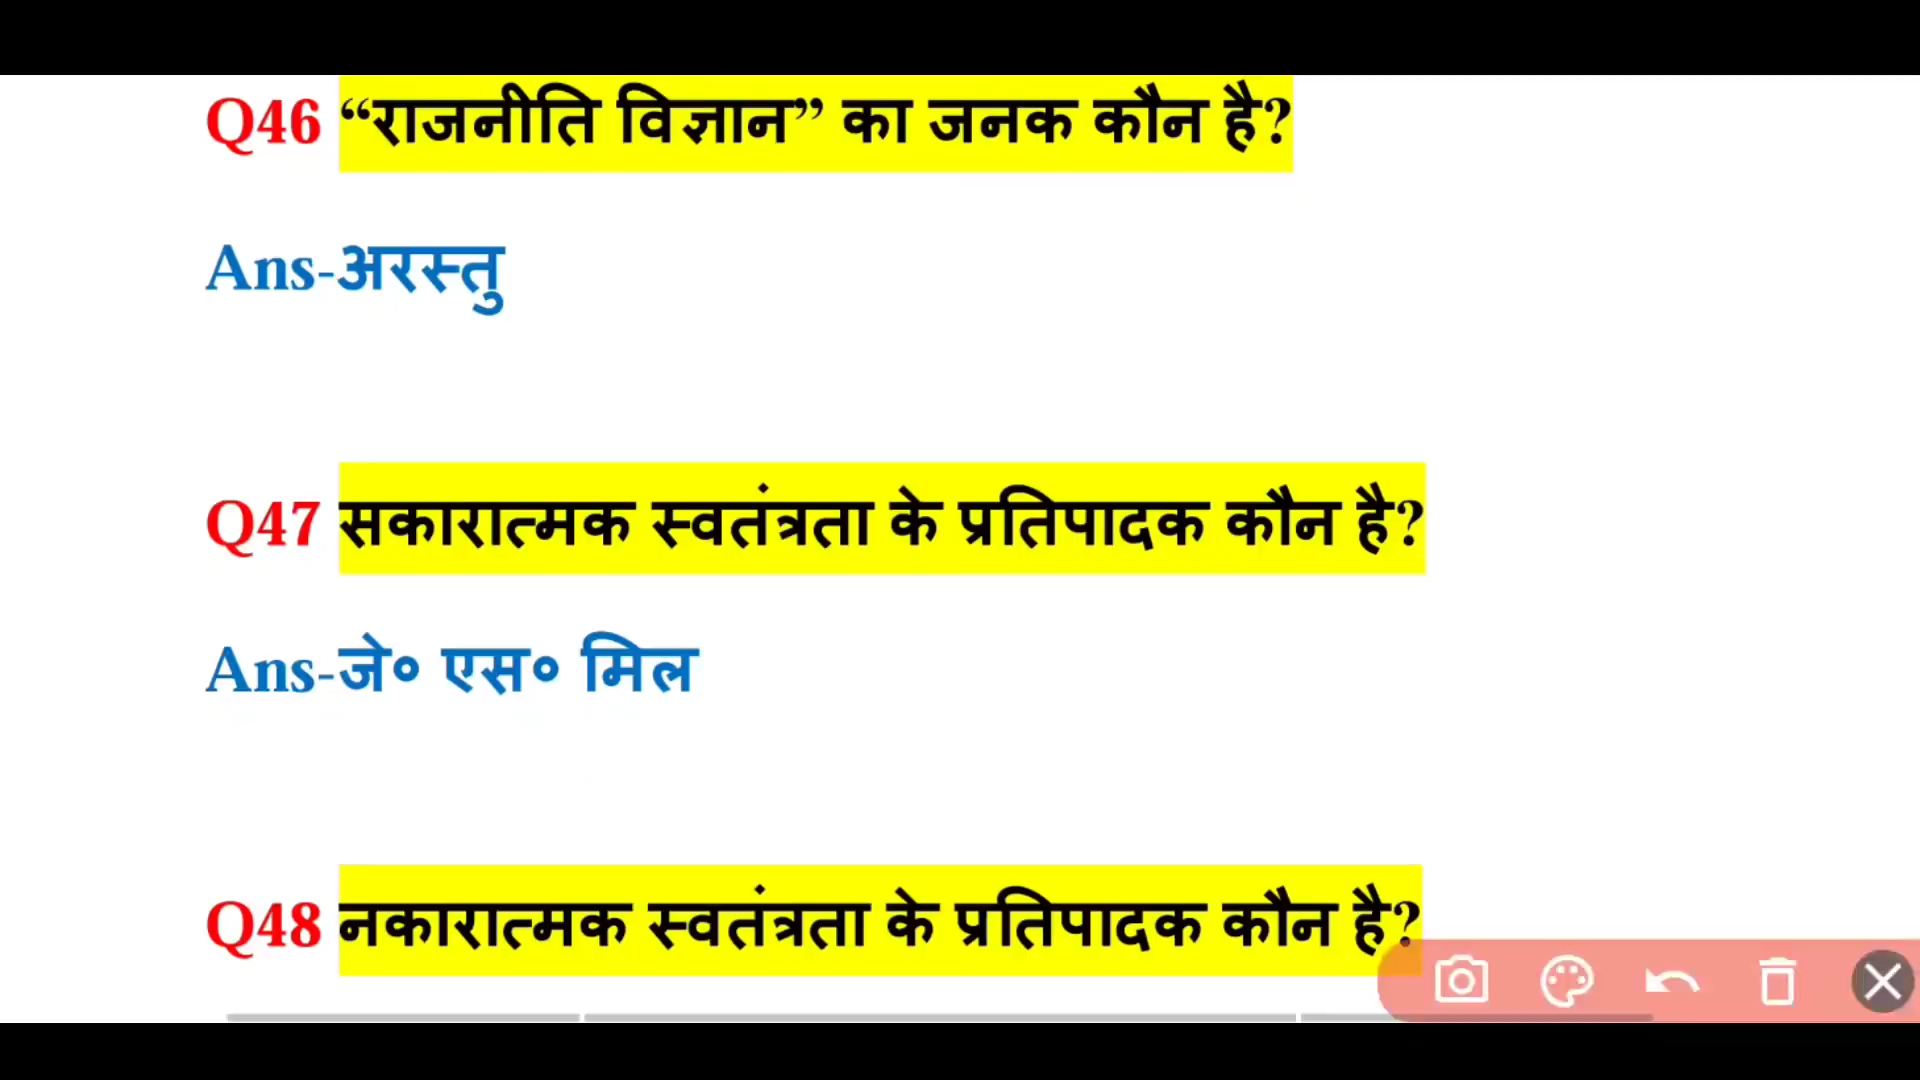 Q46 “राजनीति विज्ञान” का जनक कौन है?
Ans-अरस्तु
Q47 सकारात्मक स्वतंत्रता के प्रतिपादक कौन है?
Ans-जे० एस० मिल
Q48 नकारात्मक स्वतंत्रता के प्रतिपादक कौन है?